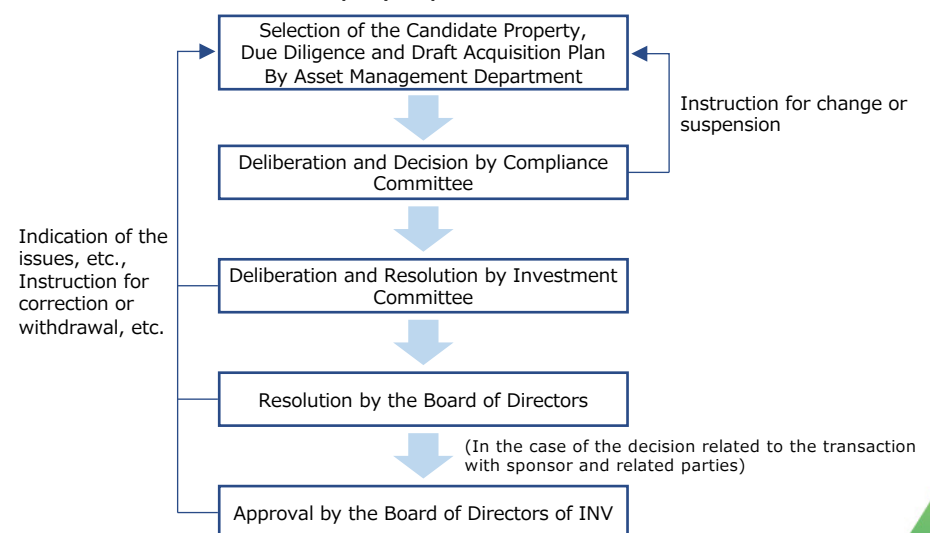 Selection of the Candidate Property,
Due Diligence and Draft Acquisition Plan
By Asset Management Department
Instruction for change or
suspension
Deliberation and Decision by Compliance
Committee
Indication of the
issues, etc.,
Instruction for
correction or
withdrawal, etc.
Deliberation and Resolution by Investment
Committee
Resolution by the Board of Directors
(In the case of the decision related to the transaction
with sponsor and related parties)
Approval by the Board of Directors of INV